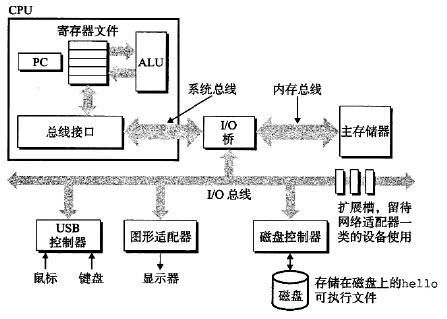 CPU
寄存器文件
PC
ALU
系统总线
内存总线
总线接口
I/O
桥
主存储器
I/O 总线
扩展槽，留待
网络适配器一
类的设备使用
USB
控制器
图形适配器
磁盘控制器
鼠标
键盘
显示器
磁盘
存储在磁盘上的hello
可执行文件